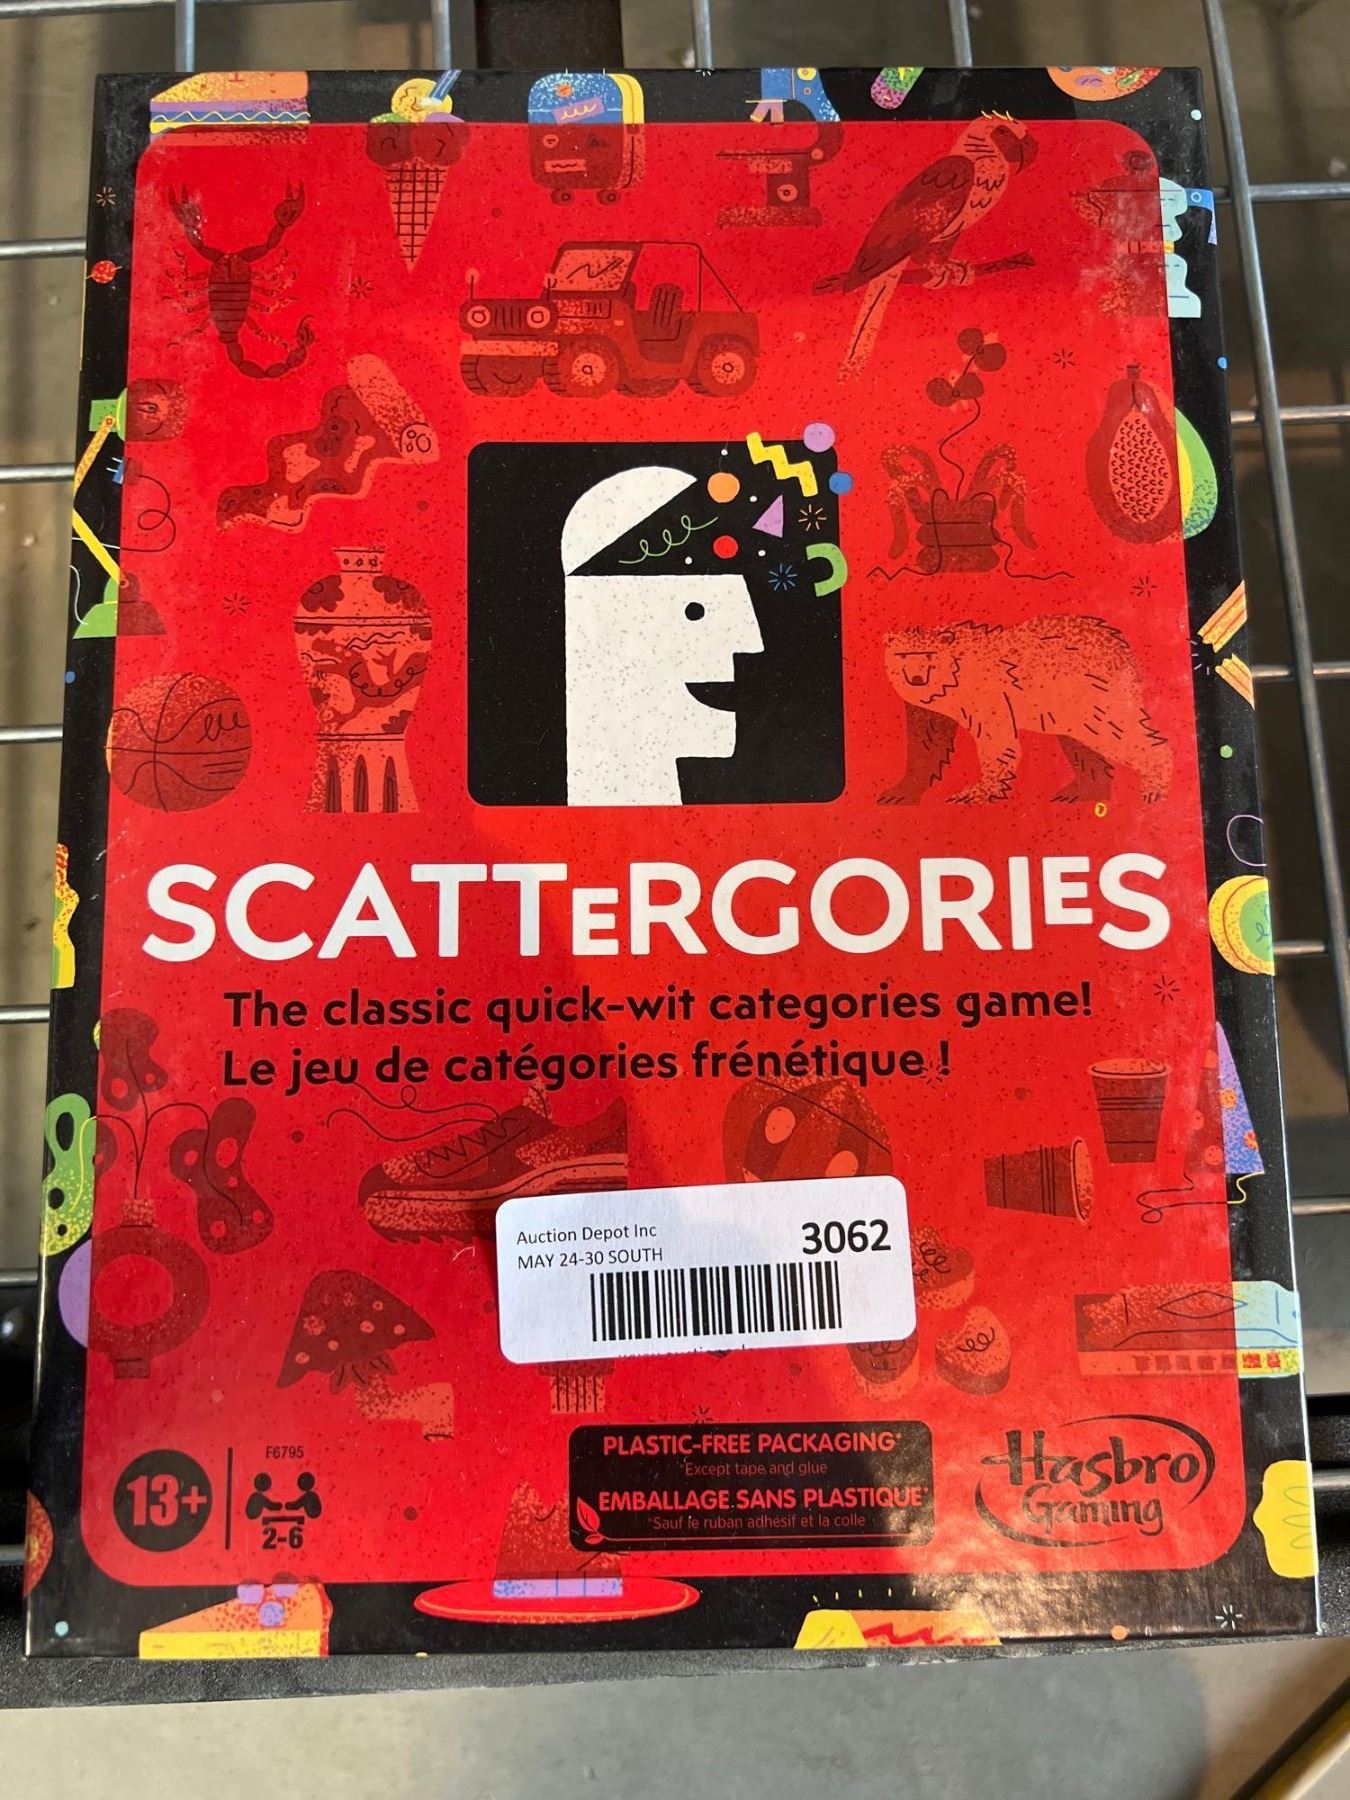 SCATTERGORIES
The classic quick-wit categories game!
Le jeu de catégories frénétique !
Auction Depot Inc
3062
MAY 24-30 SOUTH
13+
F6795
2-6
PLASTIC-FREE PACKAGING*
*Except tape and glue
EMBALLAGE SANS PLASTIQUE*
*Sauf le ruban adhésif et la colle
Hasbro
Gaming